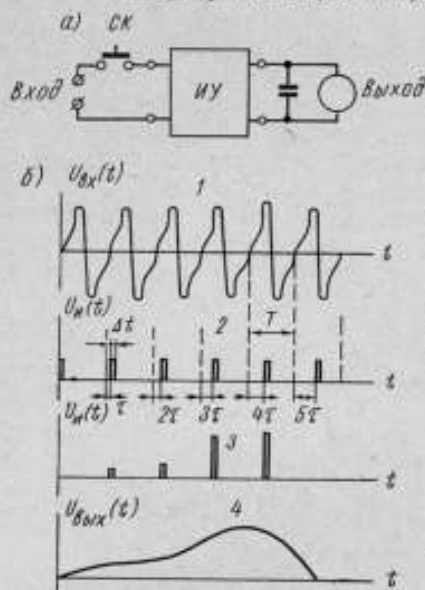 а) СК
Вход ИУ Выход
б) Uвх(t) 1
t
Uи(t) Δt 2 T
t
Uи(t) τ 2τ 3τ 4τ 5τ
3
t
Uвых(t) 4
t